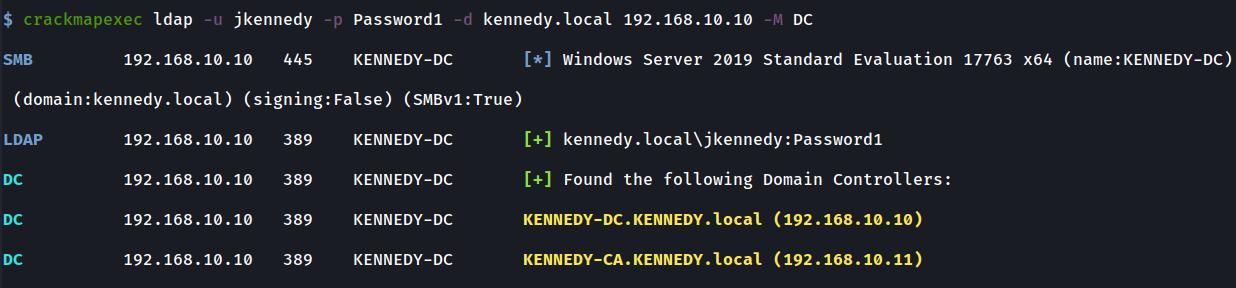 $ crackmapexec ldap -u jkennedy -p Password1 -d kennedy.local 192.168.10.10 -M DC
SMB 192.168.10.10 445 KENNEDY-DC [*] Windows Server 2019 Standard Evaluation 17763 x64 (name:KENNEDY-DC)
(domain:kennedy.local) (signing:False) (SMBv1:True)
LDAP 192.168.10.10 389 KENNEDY-DC [+] kennedy.local\jkennedy:Password1
DC 192.168.10.10 389 KENNEDY-DC [+] Found the following Domain Controllers:
DC 192.168.10.10 389 KENNEDY-DC KENNEDY-DC.KENNEDY.local (192.168.10.10)
DC 192.168.10.10 389 KENNEDY-DC KENNEDY-CA.KENNEDY.local (192.168.10.11)